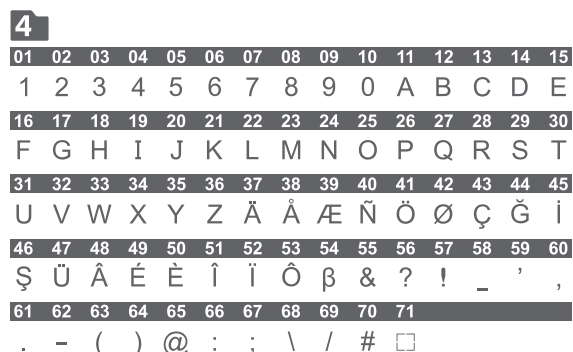 4
01 02 03 04 05 06 07 08 09 10 11 12 13 14 15
1 2 3 4 5 6 7 8 9 0 A B C D E
16 17 18 19 20 21 22 23 24 25 26 27 28 29 30
F G H I J K L M N O P Q R S T
31 32 33 34 35 36 37 38 39 40 41 42 43 44 45
U V W X Y Z Ä Å Æ Ñ Ö Ø Ç Ğ İ
46 47 48 49 50 51 52 53 54 55 56 57 58 59 60
Ş Ü Â É È Î Ï Ô β & ? ! _ ’ ,
61 62 63 64 65 66 67 68 69 70 71
. - ( ) @ : ; \ / # ⛶